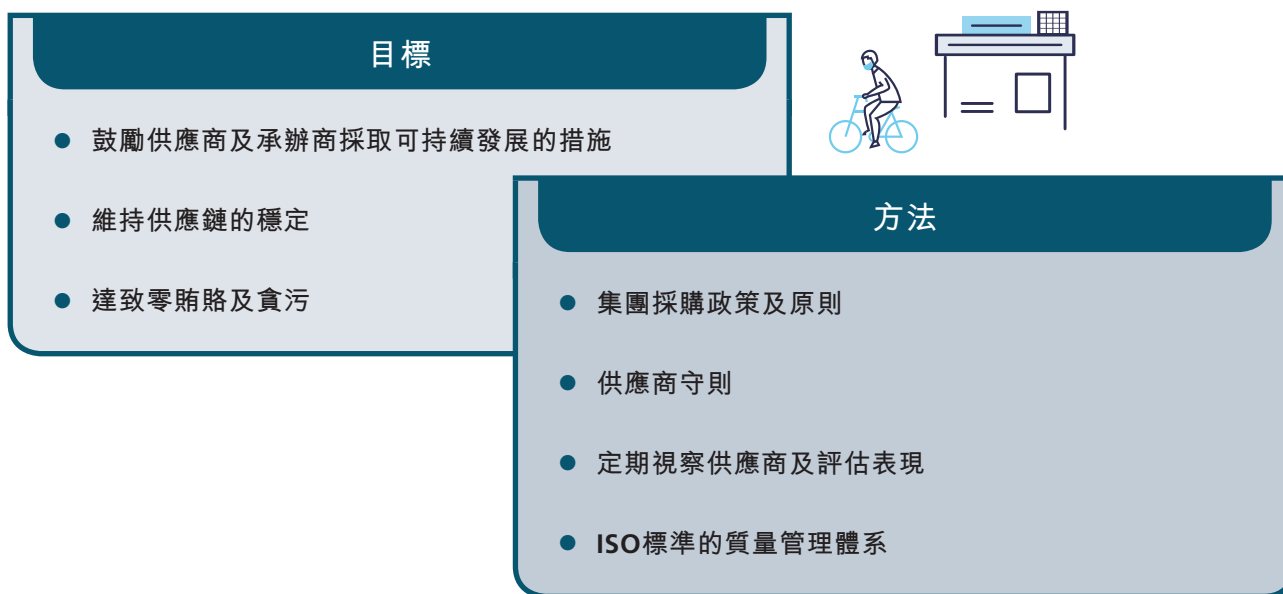 目標
● 鼓勵供應商及承辦商採取可持續發展的措施
● 維持供應鏈的穩定
● 達致零賄賂及貪污
方法
● 集團採購政策及原則
● 供應商守則
● 定期視察供應商及評估表現
● ISO標準的質量管理體系